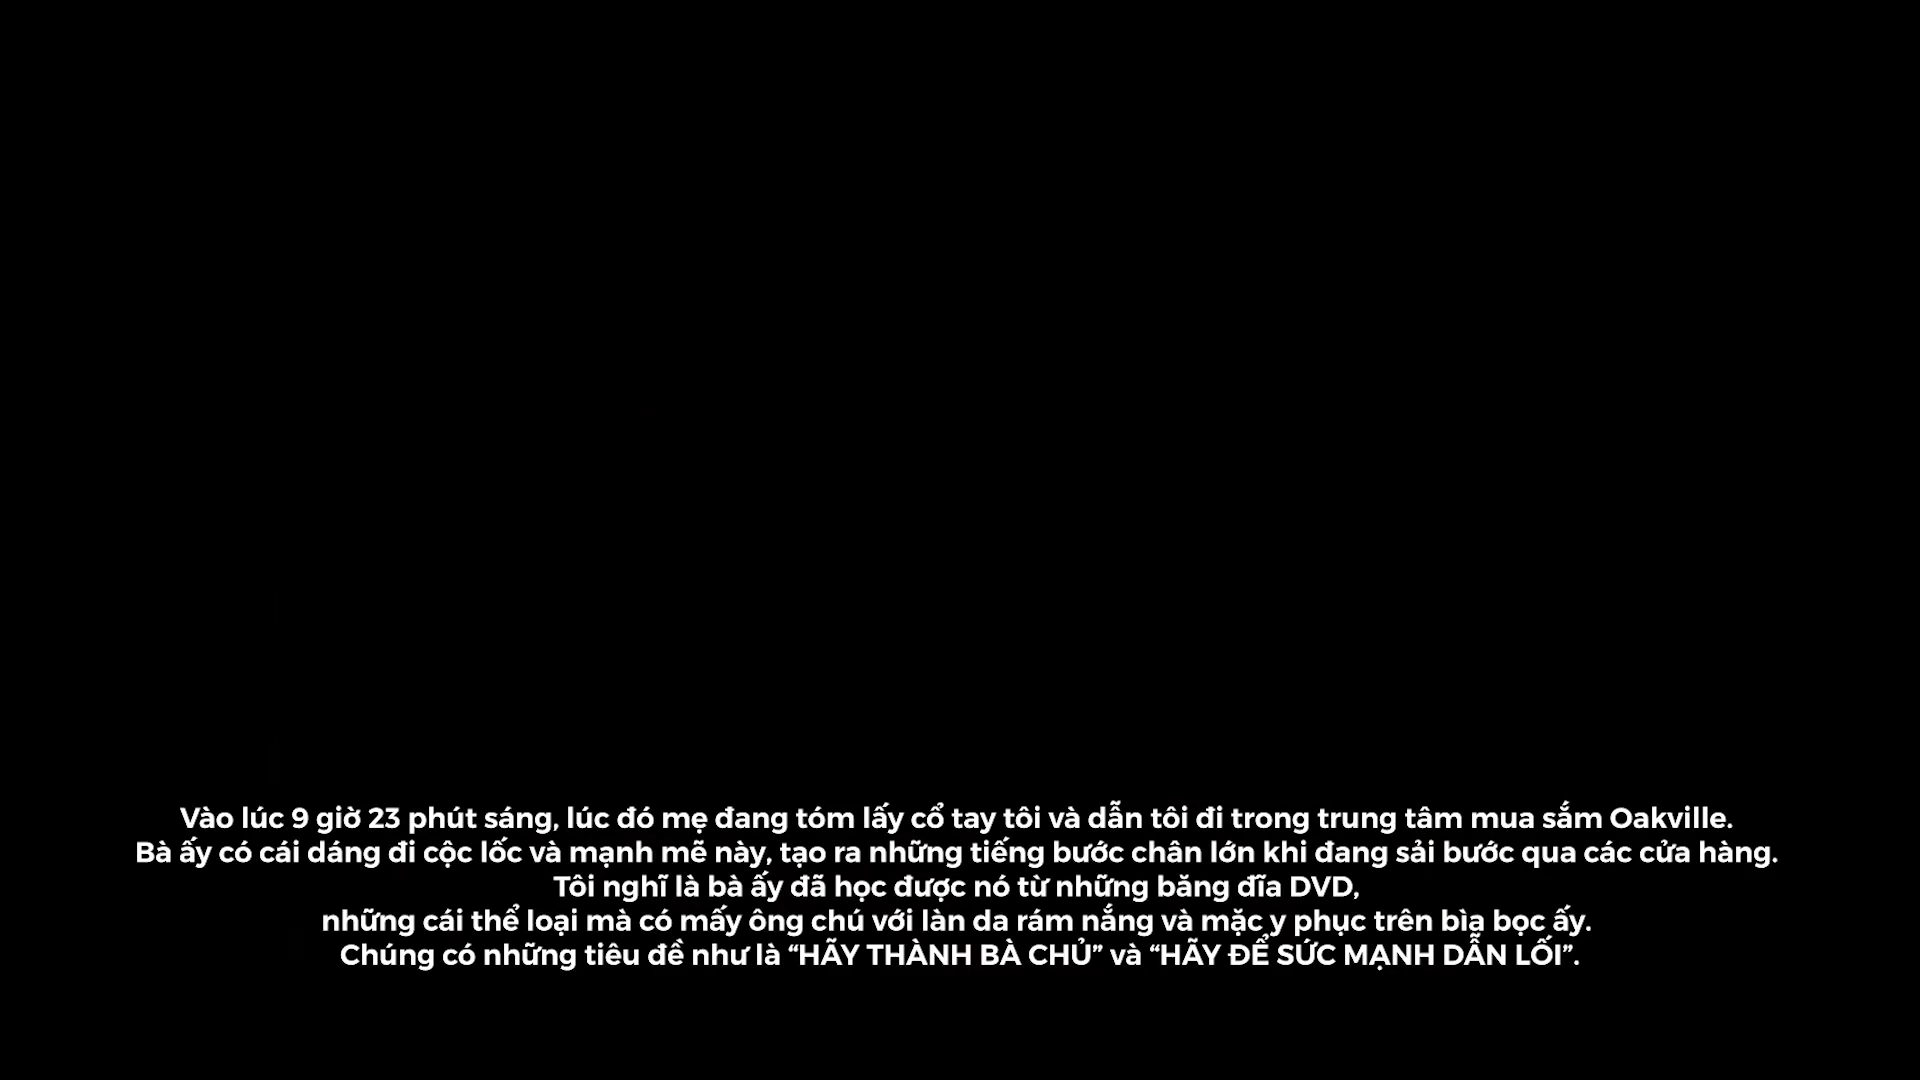 Vào lúc 9 giờ 23 phút sáng, lúc đó mẹ đang tóm lấy cổ tay tôi và dẫn tôi đi trong trung tâm mua sắm Oakville.
Bà ấy có cái dáng đi cộc lốc và mạnh mẽ này, tạo ra những tiếng bước chân lớn khi đang sải bước qua các cửa hàng.
Tôi nghĩ là bà ấy đã học được nó từ những băng đĩa DVD,
những cái thể loại mà có mấy ông chú với làn da rám nắng và mặc y phục trên bìa bọc ấy.
Chúng có những tiêu đề như là “HÃY THÀNH BÀ CHỦ” và “HÃY ĐỂ SỨC MẠNH DẪN LỐI”.